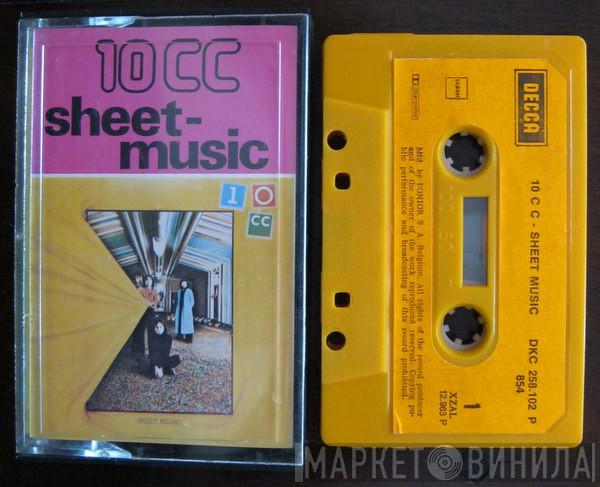 10CC
sheet-
music
1 O
CC
SHEET MUSIC
DECCA
10 C C - SHEET MUSIC
DKC 258.102 P
854
SABAM
Mfd by FONIOR S. A. Belgium. All rights of the record producer
and of the owner of the work reproduced reserved. Copying pu-
blic performance and broadcasting of this record prohibited.
1
XZAL
12.963 P
МАРКЕТ ВИНИЛА